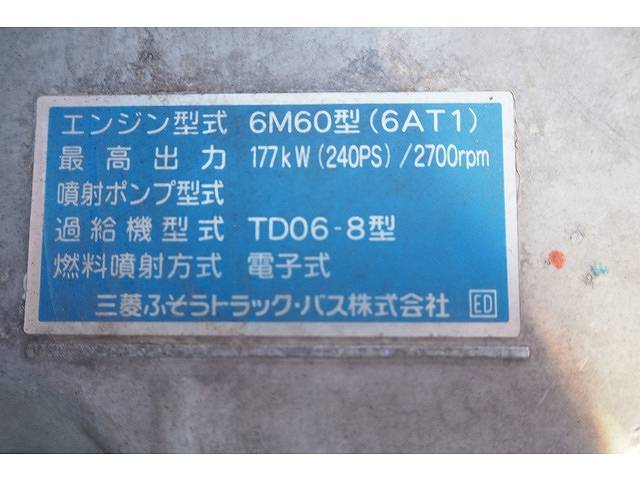 エンジン型式 6M60型(6AT1)
最高出力 177kW(240PS)/2700rpm
噴射ポンプ型式
過給機型式 TD06-8型
燃料噴射方式 電子式
三菱ふそうトラック・バス株式会社 ED